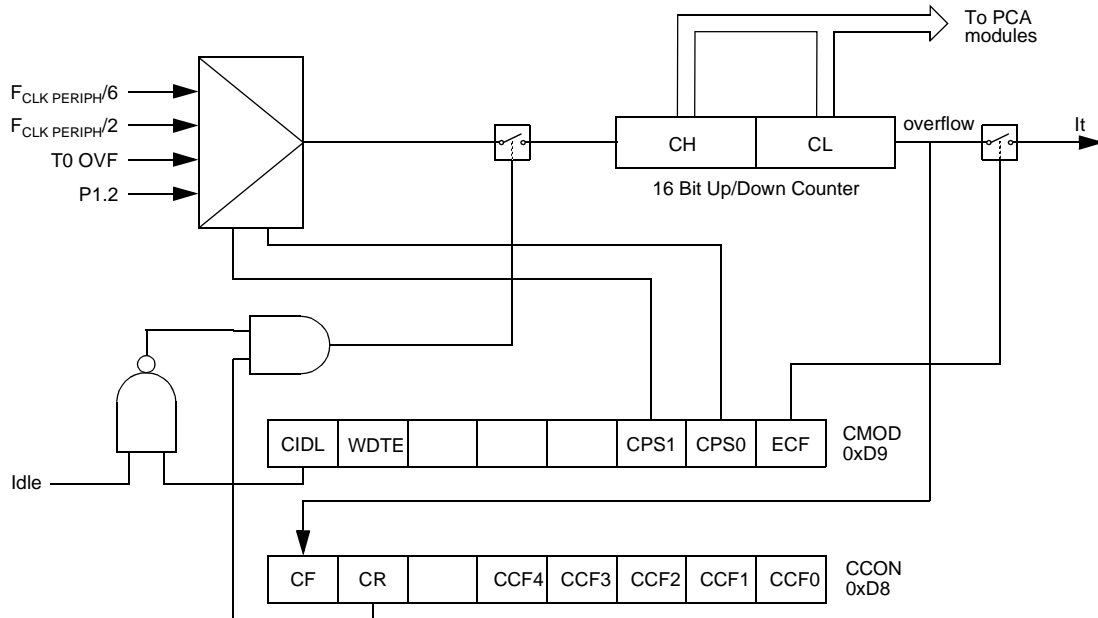 To PCA
modules
FCLK PERIPH/6
FCLK PERIPH/2
T0 OVF
P1.2
CH
CL
overflow
It
16 Bit Up/Down Counter
Idle
CIDL
WDTE
CPS1
CPS0
ECF
CMOD
0xD9
CF
CR
CCF4
CCF3
CCF2
CCF1
CCF0
CCON
0xD8